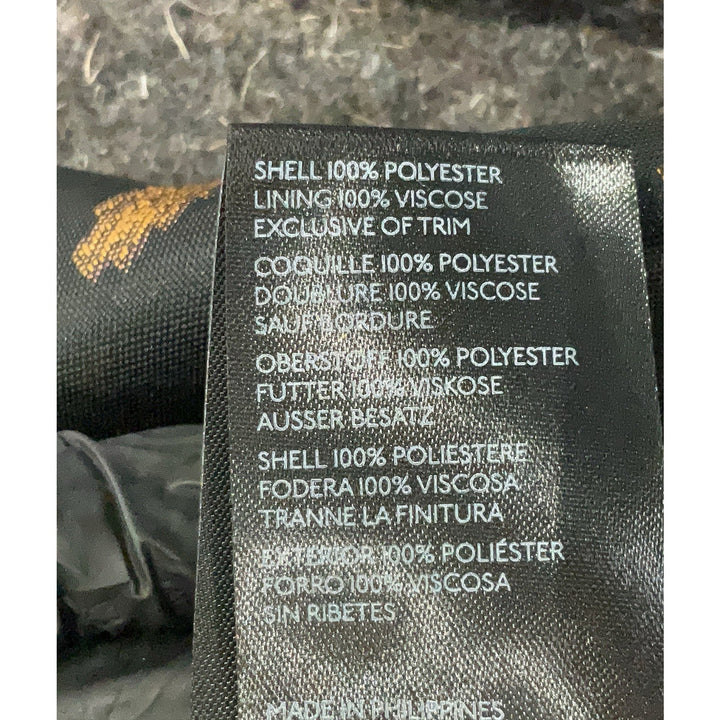 SHELL 100% POLYESTER
LINING 100% VISCOSE
EXCLUSIVE OF TRIM
COQUILLE 100% POLYESTER
DOUBLURE 100% VISCOSE
SAUF BORDURE
OBERSTOFF 100% POLYESTER
FUTTER 100% VISKOSE
AUSSER BESATZ
SHELL 100% POLIESTERE
FODERA 100% VISCOSA
TRANNE LA FINITURA
EXTERIOR 100% POLIÉSTER
FORRO 100% VISCOSA
SIN RIBETES
MADE IN PHILIPPINES